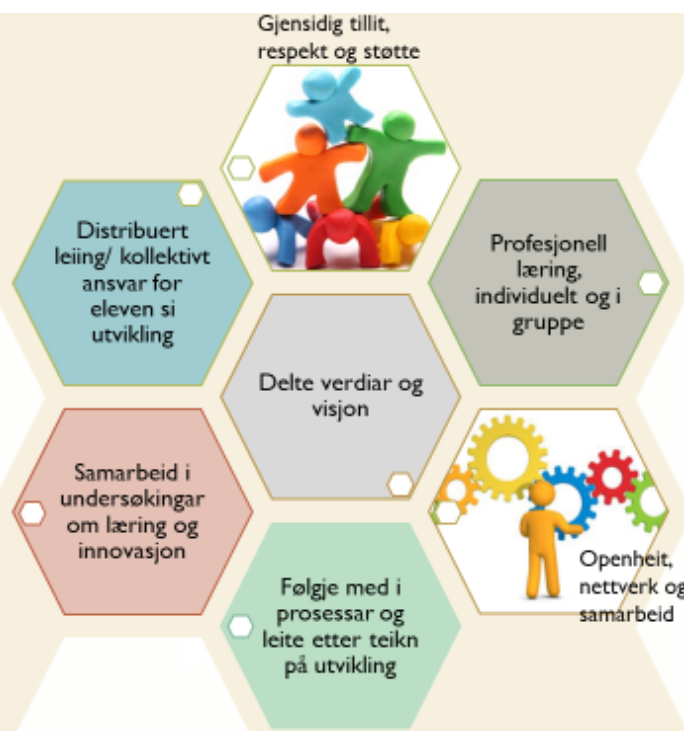 Gjensidig tillit,
respekt og støtte
Distribuert
leiing/ kollektivt
ansvar for
eleven si
utvikling
Profesjonell
læring,
individuelt og i
gruppe
Delte verdiar og
visjon
Samarbeid i
undersøkingar
om læring og
innovasjon
Openheit,
nettverk og
samarbeid
Følgje med i
prosessar og
leite etter teikn
på utvikling